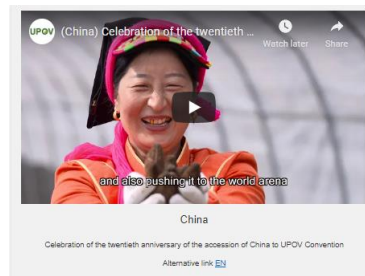 UPOV
(China) Celebration of the twentieth ...
Watch later
Share
and also pushing it to the world arena
China
Celebration of the twentieth anniversary of the accession of China to UPOV Convention
Alternative link EN